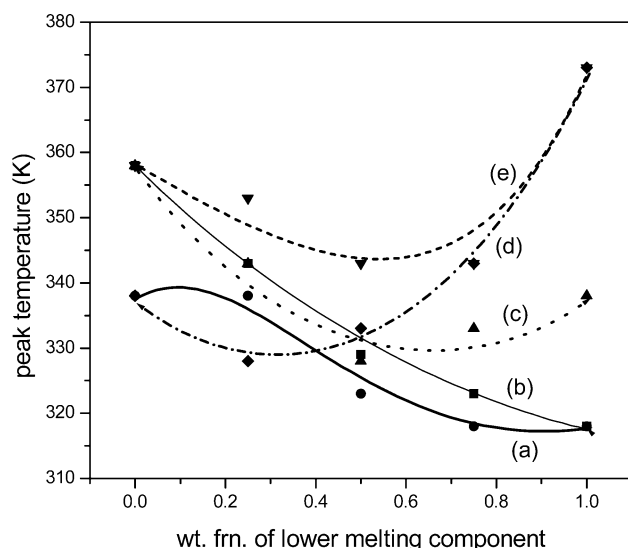 380
370
360
350
340
330
320
310
peak temperature (K)
(e)
(d)
(c)
(b)
(a)
0.0 0.2 0.4 0.6 0.8 1.0
wt. frn. of lower melting component